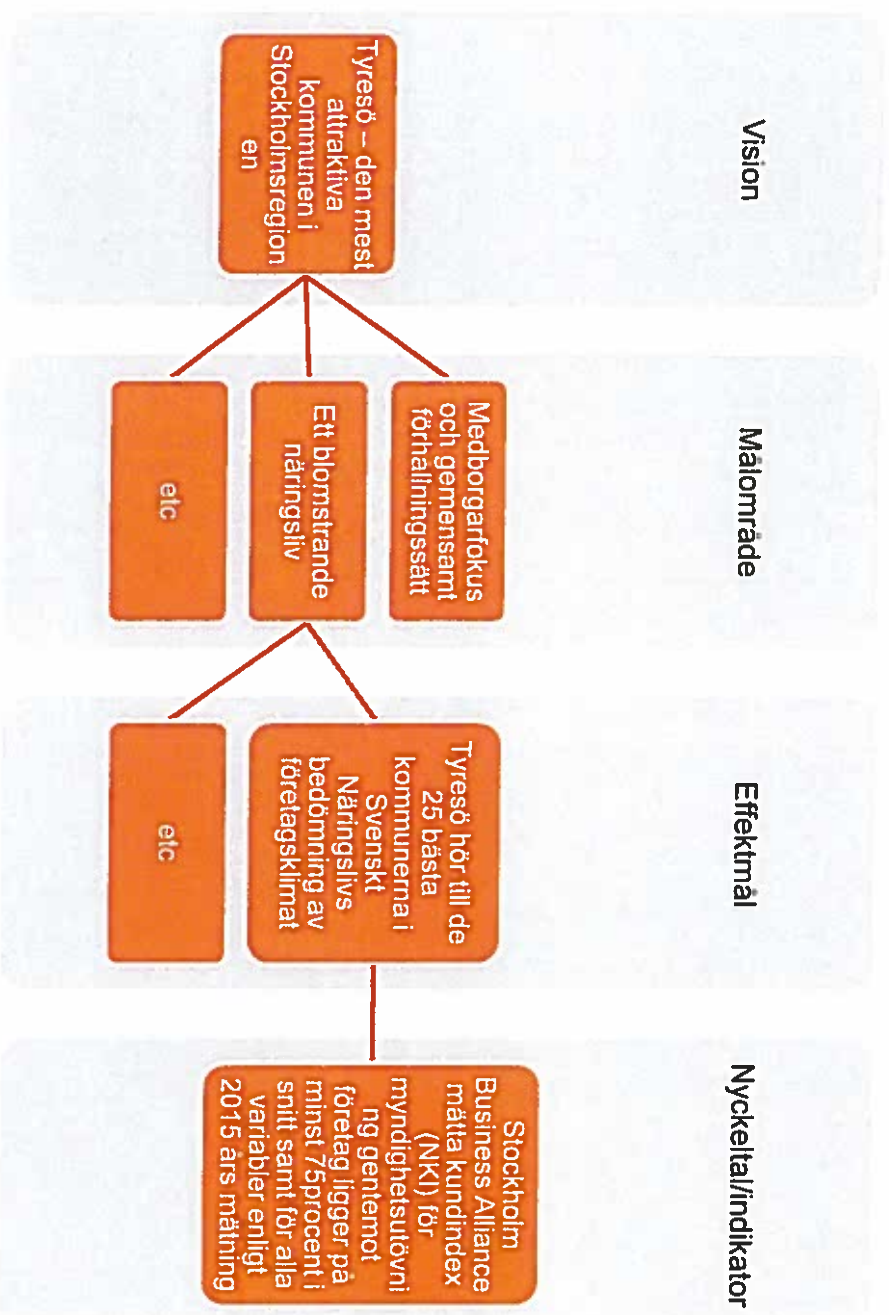 Vision
Tyresö – den mest
attraktiva
kommunen i
Stockholmsregion
en
Målområde
Medborgarfokus
och gemensamt
förhållningssätt
Ett blomstrande
näringsliv
etc
Effektmål
Tyresö hör till de
25 bästa
kommunerna i
Svenskt
Näringslivs
bedömning av
företagsklimat
etc
Nyckeltal/indikator
Stockholm
Business Alliance
mätta kundindex
(NKI) för
myndighetsutövni
ng gentemot
företag ligger på
minst 75procent i
snitt samt för alla
variabler enligt
2015 års mätning